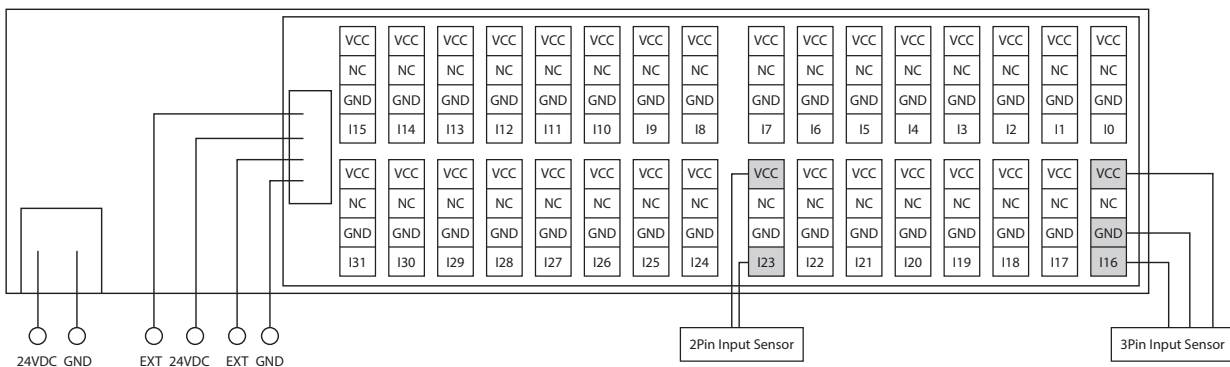 VCC VCC VCC VCC VCC VCC VCC VCC VCC VCC VCC VCC VCC VCC VCC VCC
NC NC NC NC NC NC NC NC NC NC NC NC NC NC NC NC
GND GND GND GND GND GND GND GND GND GND GND GND GND GND GND GND
I15 I14 I13 I12 I11 I10 I9 I8 I7 I6 I5 I4 I3 I2 I1 I0
VCC VCC VCC VCC VCC VCC VCC VCC VCC VCC VCC VCC VCC VCC VCC VCC
NC NC NC NC NC NC NC NC NC NC NC NC NC NC NC NC
GND GND GND GND GND GND GND GND GND GND GND GND GND GND GND GND
I31 I30 I29 I28 I27 I26 I25 I24 I23 I22 I21 I20 I19 I18 I17 I16
2Pin Input Sensor 3Pin Input Sensor
24VDC GND EXT 24VDC EXT GND